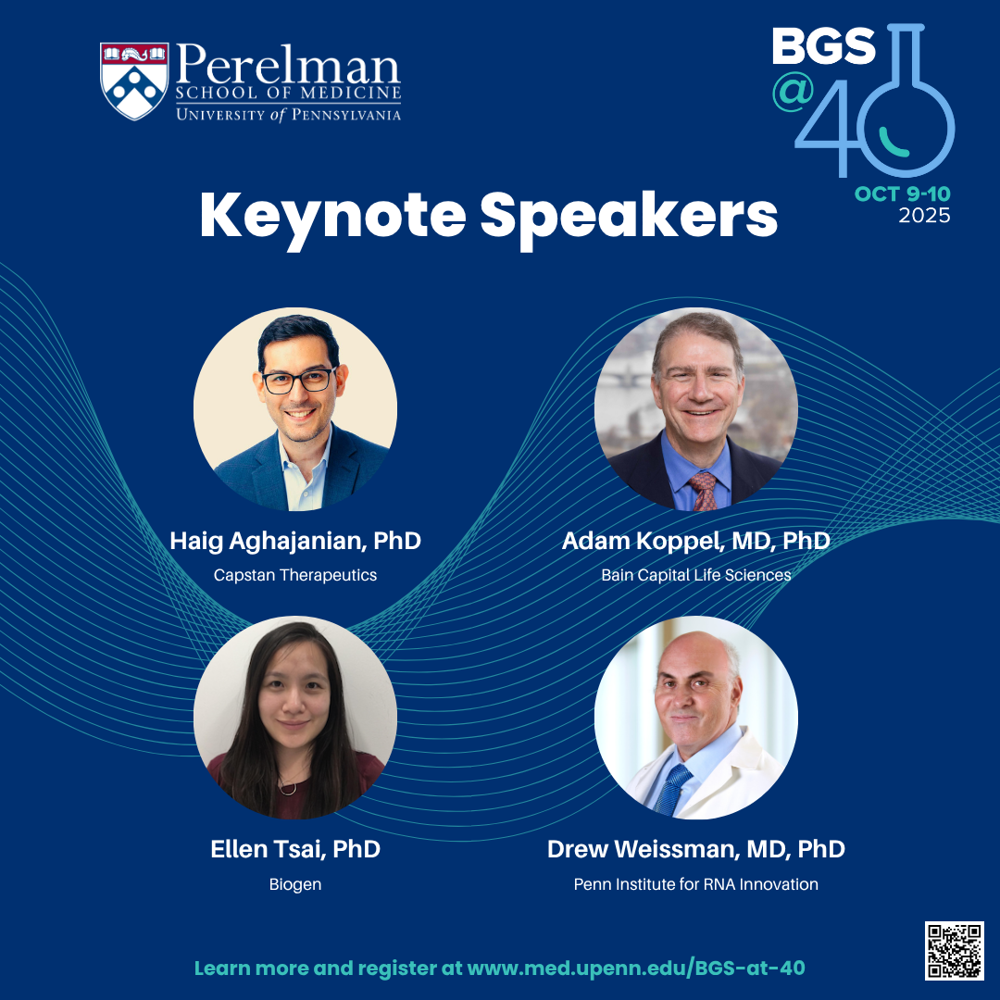 Perelman
SCHOOL OF MEDICINE
UNIVERSITY of PENNSYLVANIA
BGS
@40
OCT 9-10
2025
Keynote Speakers
Haig Aghajanian, PhD
Capstan Therapeutics
Adam Koppel, MD, PhD
Bain Capital Life Sciences
Ellen Tsai, PhD
Biogen
Drew Weissman, MD, PhD
Penn Institute for RNA Innovation
Learn more and register at www.med.upenn.edu/BGS-at-40